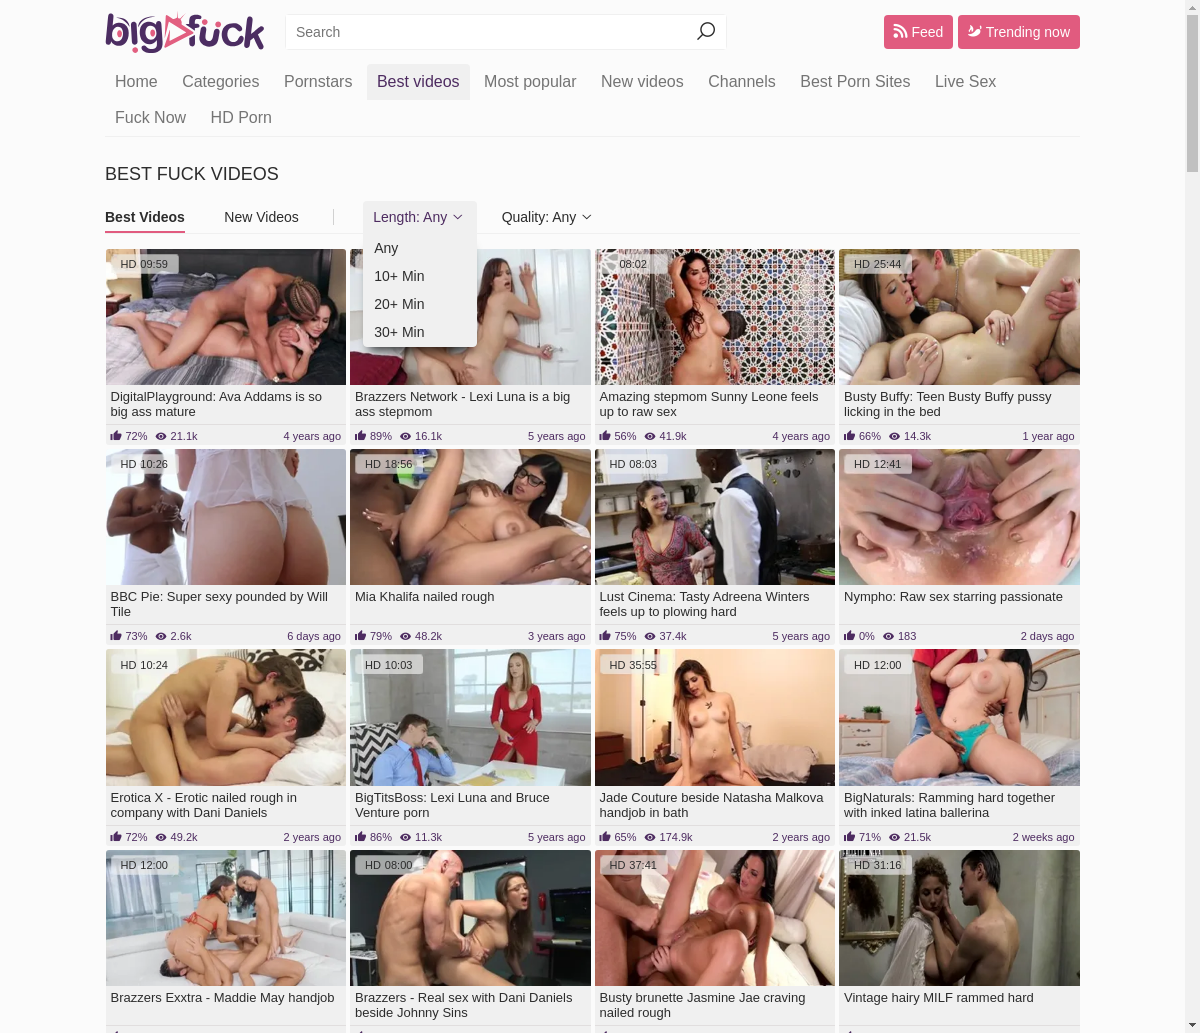 bigfuck
Search
Feed
Trending now
Home Categories Pornstars Best videos Most popular New videos Channels Best Porn Sites Live Sex
Fuck Now HD Porn
BEST FUCK VIDEOS
Best Videos New Videos Length: Any Quality: Any
Any
10+ Min
20+ Min
30+ Min
HD 09:59
08:02
HD 25:44
DigitalPlayground: Ava Addams is so
big ass mature
72% 21.1k 4 years ago
Brazzers Network - Lexi Luna is a big
ass stepmom
89% 16.1k 5 years ago
Amazing stepmom Sunny Leone feels
up to raw sex
56% 41.9k 4 years ago
Busty Buffy: Teen Busty Buffy pussy
licking in the bed
66% 14.3k 1 year ago
HD 10:26
HD 18:56
HD 08:03
HD 12:41
BBC Pie: Super sexy pounded by Will
Tile
73% 2.6k 6 days ago
Mia Khalifa nailed rough
79% 48.2k 3 years ago
Lust Cinema: Tasty Adreena Winters
feels up to plowing hard
75% 37.4k 5 years ago
Nympho: Raw sex starring passionate
0% 183 2 days ago
HD 10:24
HD 10:03
HD 35:55
HD 12:00
Erotica X - Erotic nailed rough in
company with Dani Daniels
72% 49.2k 2 years ago
BigTitsBoss: Lexi Luna and Bruce
Venture porn
86% 11.3k 5 years ago
Jade Couture beside Natasha Malkova
handjob in bath
65% 174.9k 2 years ago
BigNaturals: Ramming hard together
with inked latina ballerina
71% 21.5k 2 weeks ago
HD 12:00
HD 08:00
HD 37:41
HD 31:16
Brazzers Exxtra - Maddie May handjob
Brazzers - Real sex with Dani Daniels
beside Johnny Sins
Busty brunette Jasmine Jae craving
nailed rough
Vintage hairy MILF rammed hard